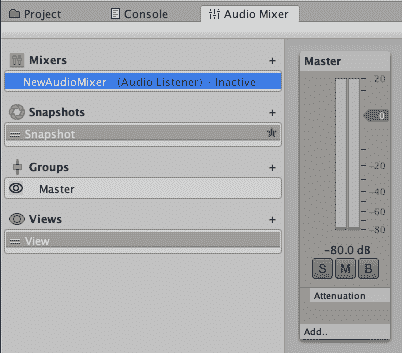 Project
Console
Audio Mixer
Mixers +
NewAudioMixer (Audio Listener) - Inactive
Snapshots +
Snapshot
Groups +
Master
Views +
View
Master
20
0
-20
-40
-60
-80
-80.0 dB
S M B
Attenuation
Add..